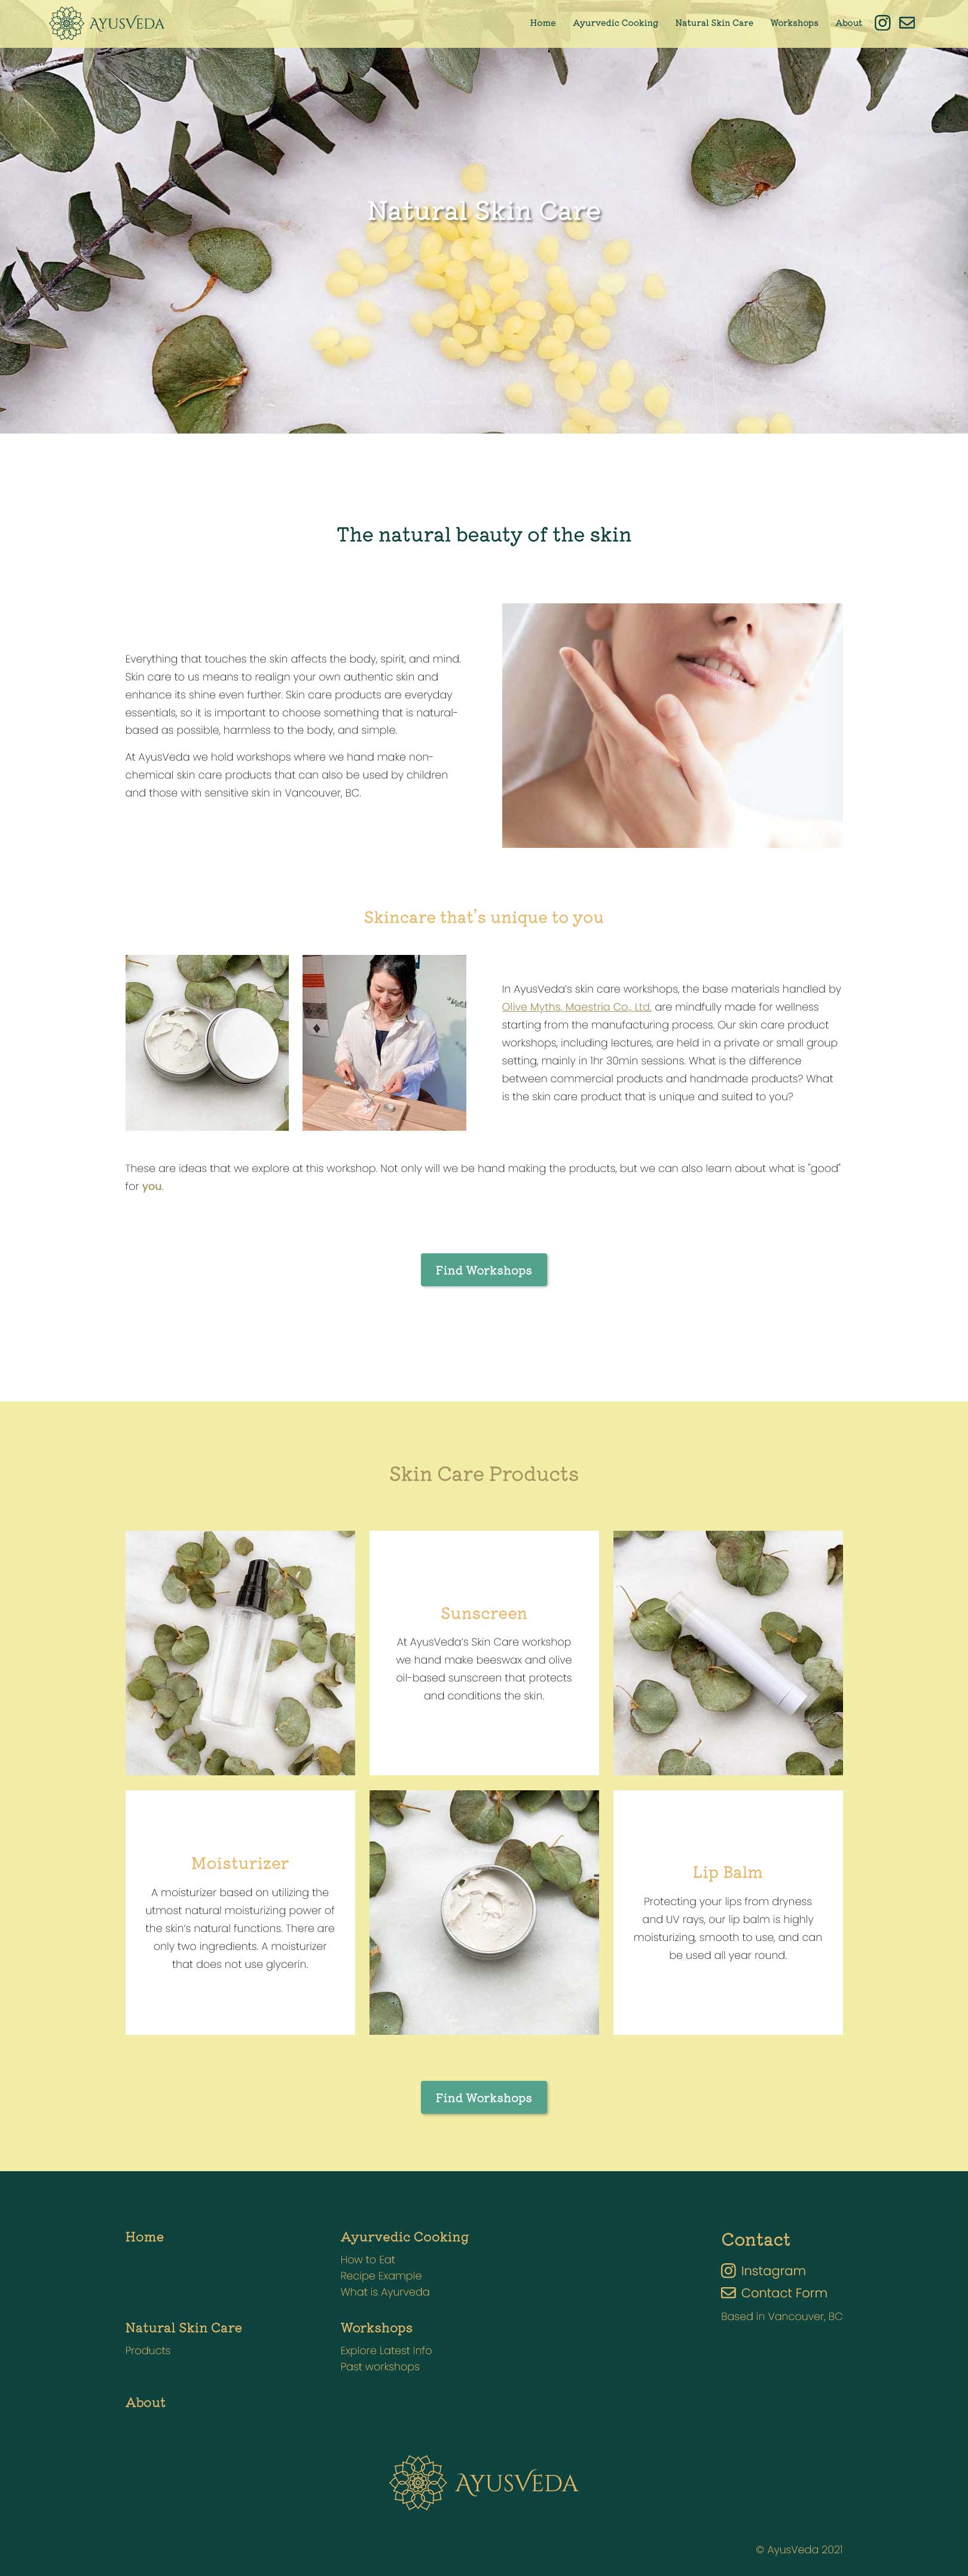 AYUSVEDA
Home Ayurvedic Cooking Natural Skin Care Workshops About
Natural Skin Care
The natural beauty of the skin
Everything that touches the skin affects the body, spirit, and mind.
Skin care to us means to realign your own authentic skin and
enhance its shine even further. Skin care products are everyday
essentials, so it is important to choose something that is natural-
based as possible, harmless to the body, and simple.
At AyusVeda we hold workshops where we hand make non-
chemical skin care products that can also be used by children
and those with sensitive skin in Vancouver, BC.
Skincare that's unique to you
In AyusVeda's skin care workshops, the base materials handled by
Olive Myths, Maestria Co., Ltd. are mindfully made for wellness
starting from the manufacturing process. Our skin care product
workshops, including lectures, are held in a private or small group
setting, mainly in 1hr 30min sessions. What is the difference
between commercial products and handmade products? What
is the skin care product that is unique and suited to you?
These are ideas that we explore at this workshop. Not only will we be hand making the products, but we can also learn about what is "good"
for you.
Find Workshops
Skin Care Products
Sunscreen
At AyusVeda's Skin Care workshop
we hand make beeswax and olive
oil-based sunscreen that protects
and conditions the skin.
Moisturizer
A moisturizer based on utilizing the
utmost natural moisturizing power of
the skin's natural functions. There are
only two ingredients. A moisturizer
that does not use glycerin.
Lip Balm
Protecting your lips from dryness
and UV rays, our lip balm is highly
moisturizing, smooth to use, and can
be used all year round.
Find Workshops
Home
Ayurvedic Cooking
How to Eat
Recipe Example
What is Ayurveda
Natural Skin Care
Products
Workshops
Explore Latest Info
Past workshops
About
Contact
Instagram
Contact Form
Based in Vancouver, BC
AYUSVEDA
© AyusVeda 2021